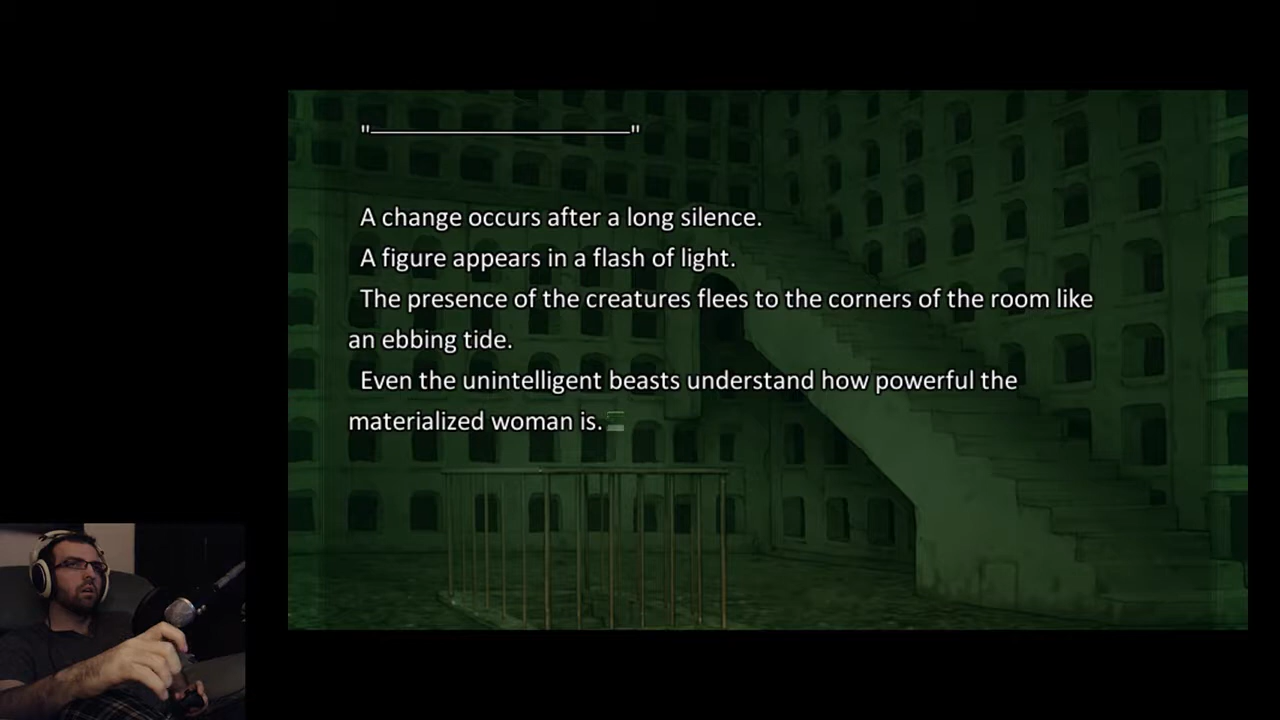 "————————————"
A change occurs after a long silence.
A figure appears in a flash of light.
The presence of the creatures flees to the corners of the room like
an ebbing tide.
Even the unintelligent beasts understand how powerful the
materialized woman is.